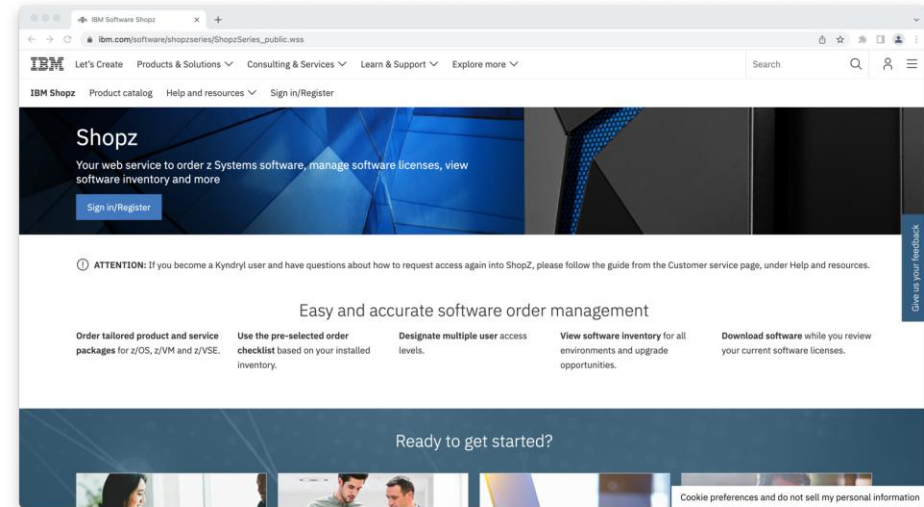 IBM Software Shopz
ibm.com/software/shopzseries/ShopzSeries_public.wss
IBM Let's Create Products & Solutions Consulting & Services Learn & Support Explore more Search
IBM Shopz Product catalog Help and resources Sign in/Register
Shopz
Your web service to order z Systems software, manage software licenses, view
software inventory and more
Sign in/Register
Give us your feedback
ATTENTION: If you become a Kyndryl user and have questions about how to request access again into ShopZ, please follow the guide from the Customer service page, under Help and resources.
Easy and accurate software order management
Order tailored product and service
packages for z/OS, z/VM and z/VSE.
Use the pre-selected order
checklist based on your installed
inventory.
Designate multiple user access
levels.
View software inventory for all
environments and upgrade
opportunities.
Download software while you review
your current software licenses.
Ready to get started?
Cookie preferences and do not sell my personal information